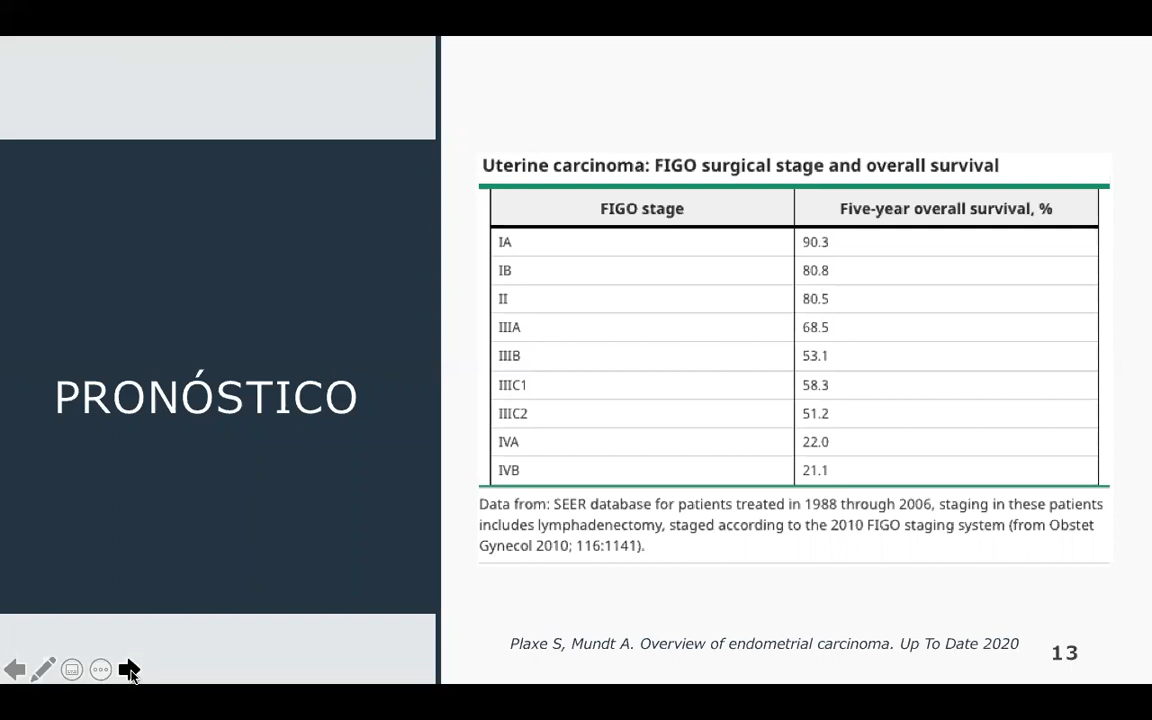 PRONÓSTICO
Uterine carcinoma: FIGO surgical stage and overall survival
FIGO stage Five-year overall survival, %
IA 90.3
IB 80.8
II 80.5
IIIA 68.5
IIIB 53.1
IIIC1 58.3
IIIC2 51.2
IVA 22.0
IVB 21.1
Data from: SEER database for patients treated in 1988 through 2006, staging in these patients
includes lymphadenectomy, staged according to the 2010 FIGO staging system (from Obstet
Gynecol 2010; 116:1141).
Plaxe S, Mundt A. Overview of endometrial carcinoma. Up To Date 2020
13